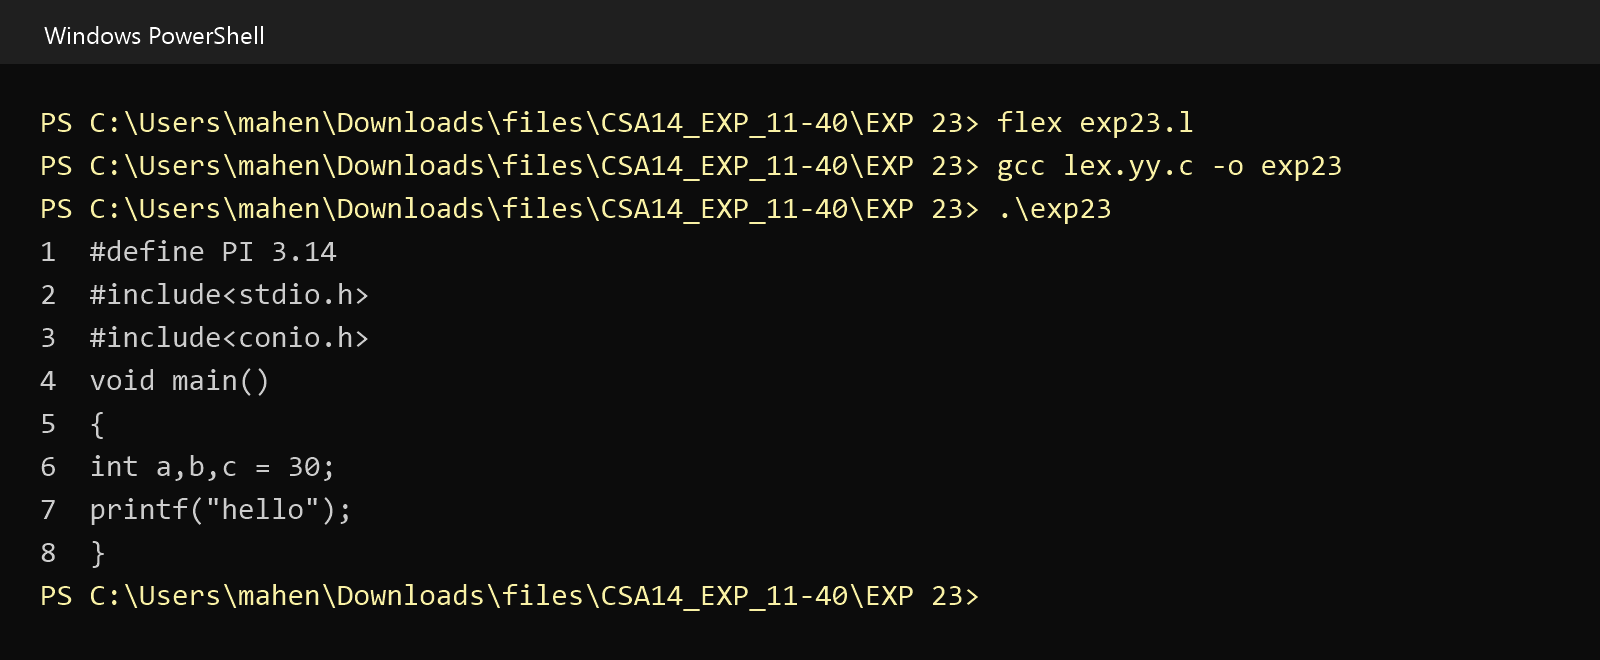 Windows PowerShell
PS C:\Users\mahen\Downloads\files\CSA14_EXP_11-40\EXP 23> flex exp23.l
PS C:\Users\mahen\Downloads\files\CSA14_EXP_11-40\EXP 23> gcc lex.yy.c -o exp23
PS C:\Users\mahen\Downloads\files\CSA14_EXP_11-40\EXP 23> .\exp23
1  #define PI 3.14
2  #include<stdio.h>
3  #include<conio.h>
4  void main()
5  {
6  int a,b,c = 30;
7  printf("hello");
8  }
PS C:\Users\mahen\Downloads\files\CSA14_EXP_11-40\EXP 23>